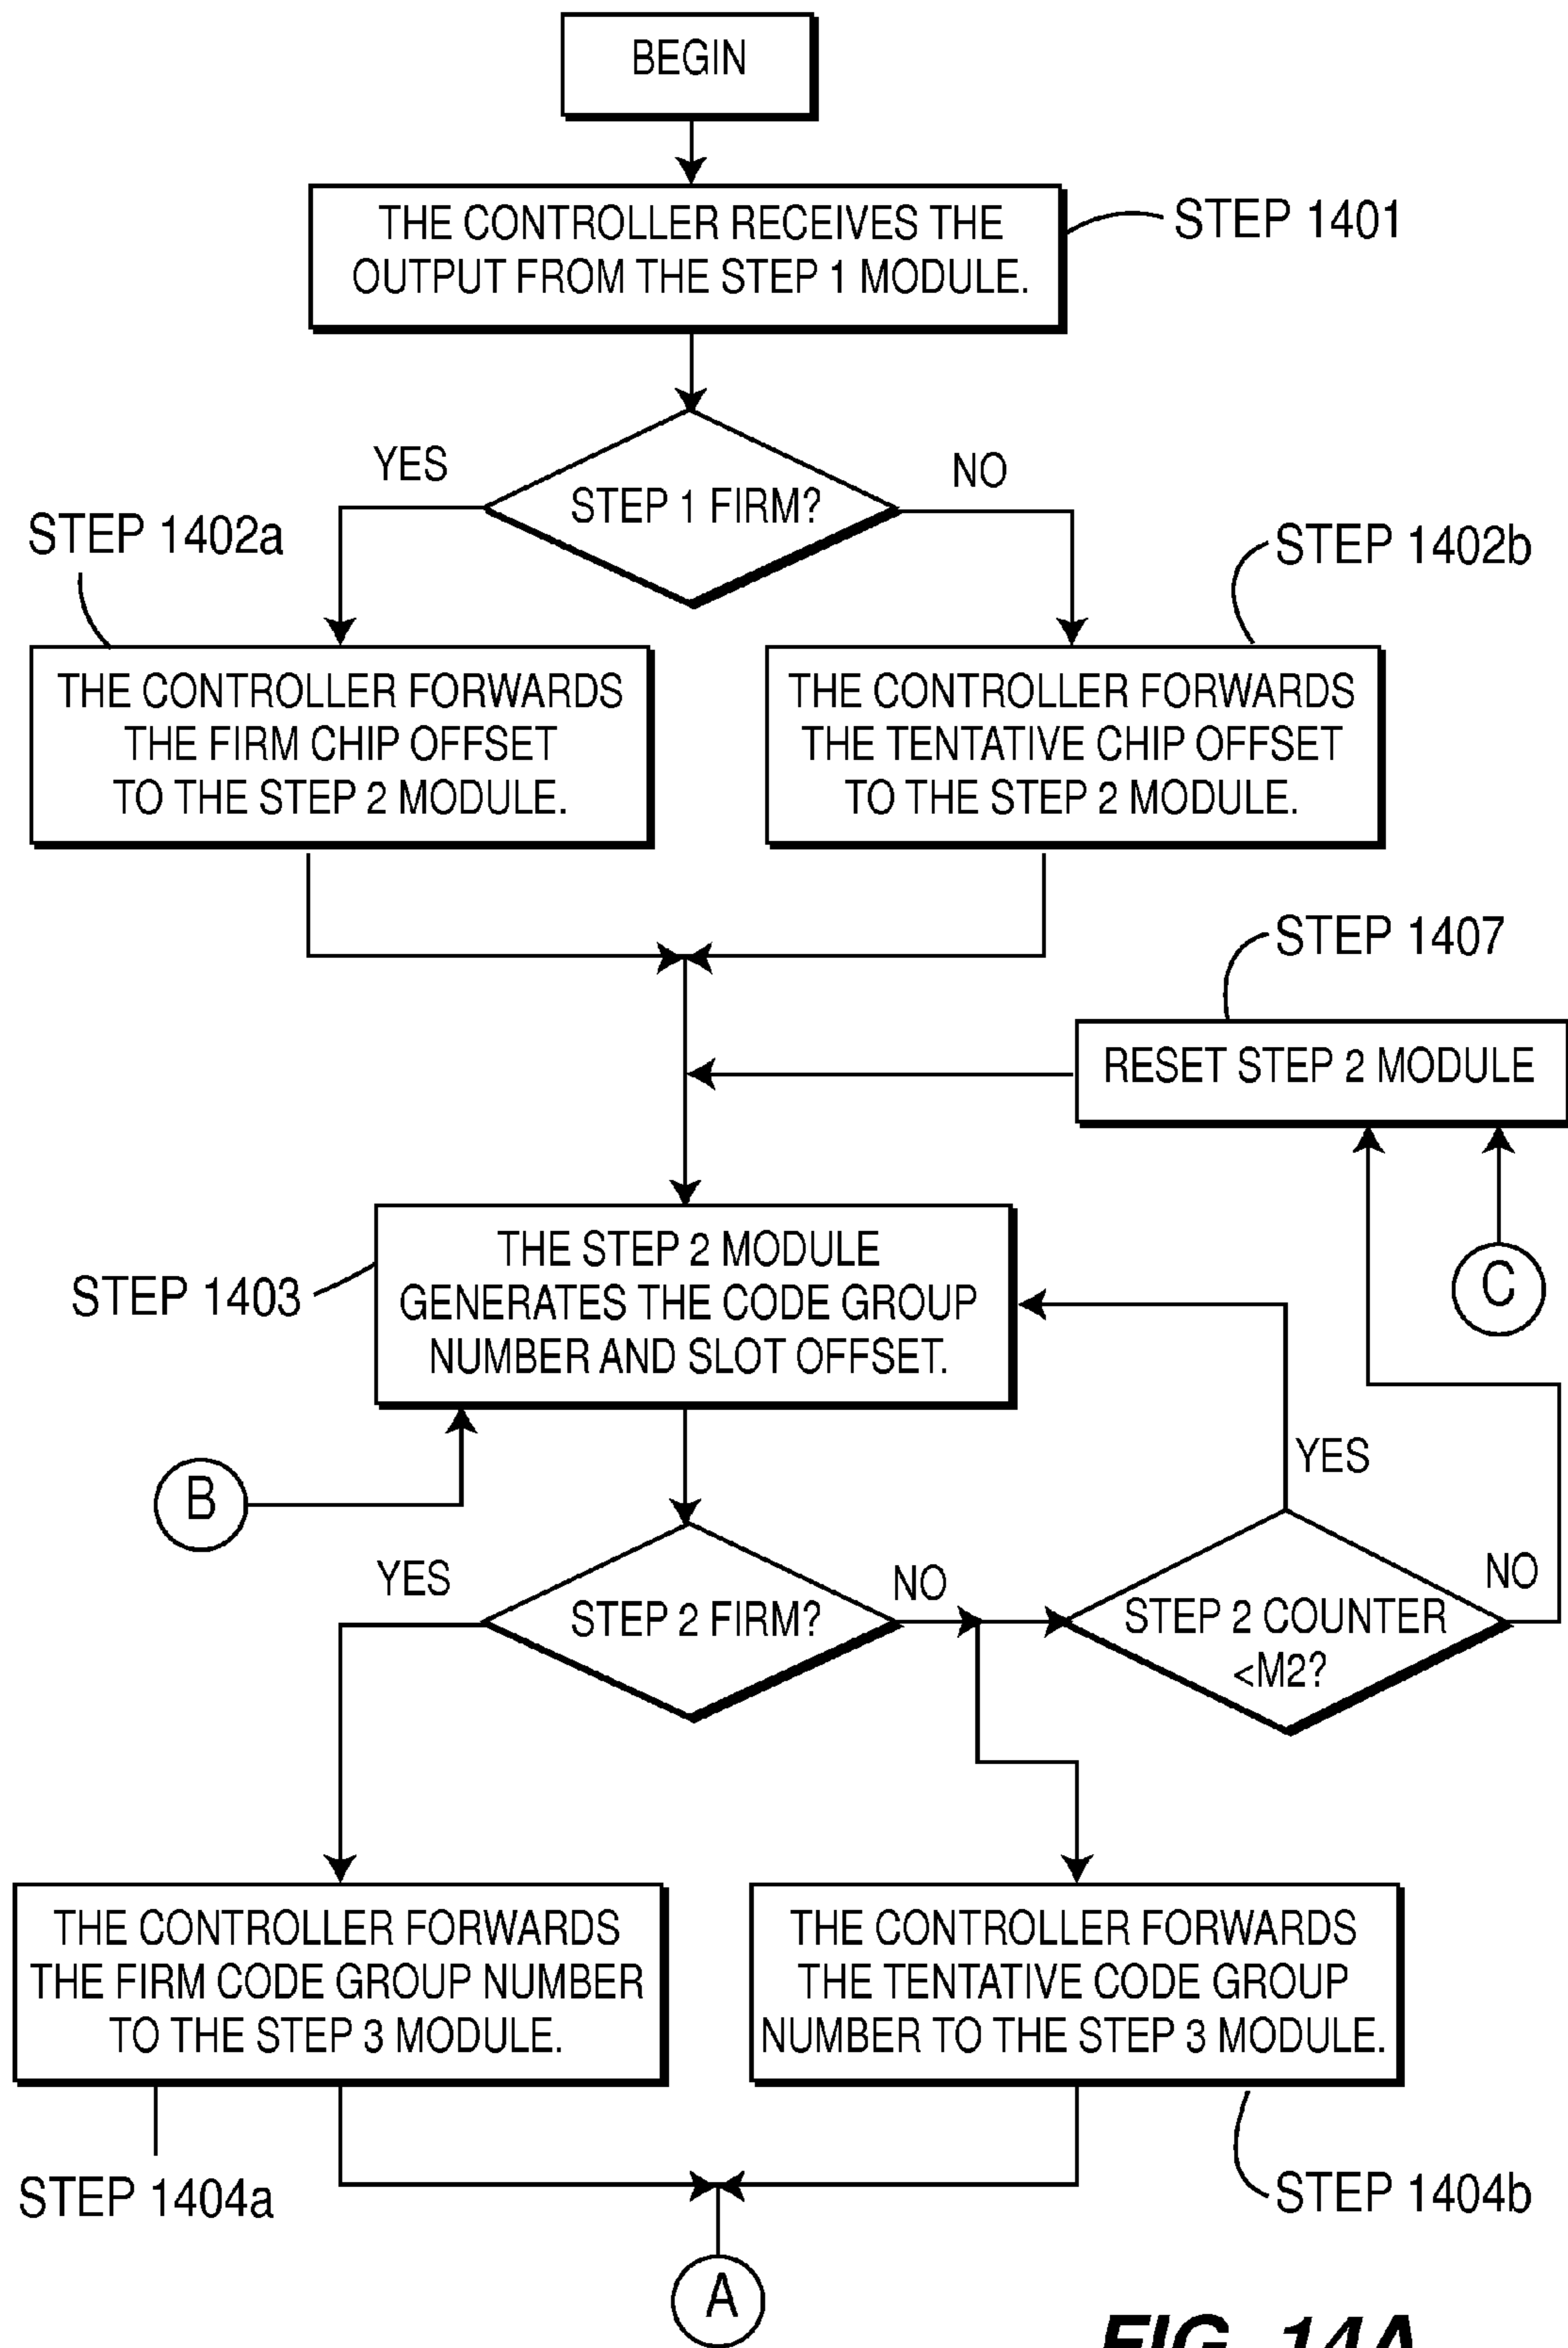 BEGIN
THE CONTROLLER RECEIVES THE
OUTPUT FROM THE STEP 1 MODULE.
STEP 1401
YES
NO
STEP 1 FIRM?
STEP 1402a
STEP 1402b
THE CONTROLLER FORWARDS
THE FIRM CHIP OFFSET
TO THE STEP 2 MODULE.
THE CONTROLLER FORWARDS
THE TENTATIVE CHIP OFFSET
TO THE STEP 2 MODULE.
STEP 1407
RESET STEP 2 MODULE
C
STEP 1403
THE STEP 2 MODULE
GENERATES THE CODE GROUP
NUMBER AND SLOT OFFSET.
B
YES
YES
NO
NO
STEP 2 FIRM?
STEP 2 COUNTER
<M2?
THE CONTROLLER FORWARDS
THE FIRM CODE GROUP NUMBER
TO THE STEP 3 MODULE.
THE CONTROLLER FORWARDS
THE TENTATIVE CODE GROUP
NUMBER TO THE STEP 3 MODULE.
STEP 1404a
STEP 1404b
A
FIG. 14A